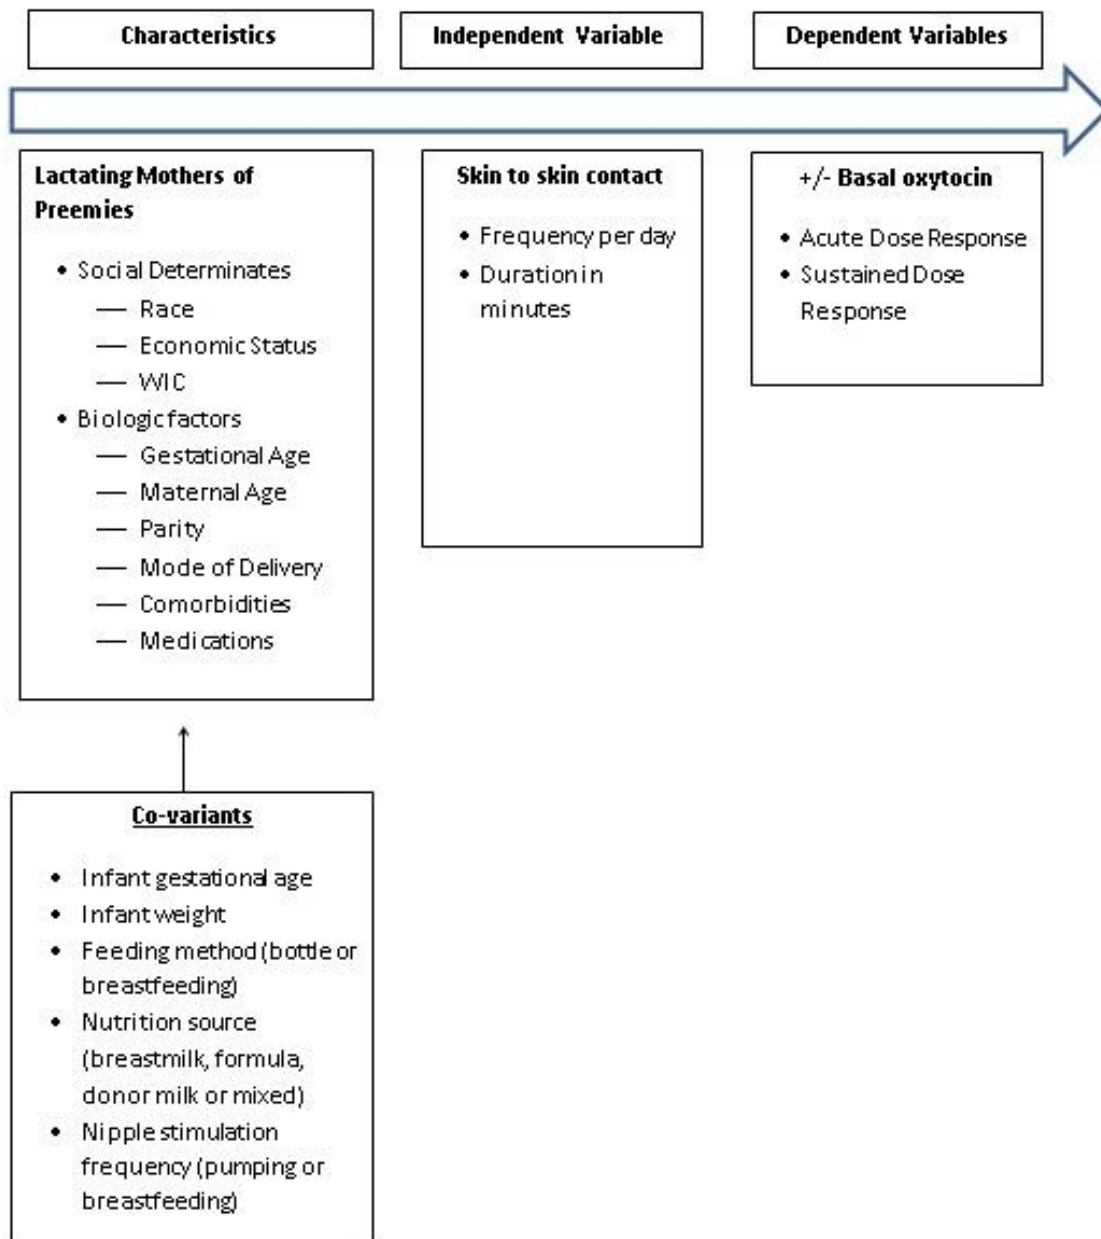 Characteristics
Independent Variable
Dependent Variables
Lactating Mothers of
Preemies
• Social Determinates
— Race
— Economic Status
— WIC
• Biologic factors
— Gestational Age
— Maternal Age
— Parity
— Mode of Delivery
— Comorbidities
— Medications
Skin to skin contact
• Frequency per day
• Duration in
minutes
+/- Basal oxytocin
• Acute Dose Response
• Sustained Dose
Response
Co-variants
• Infant gestational age
• Infant weight
• Feeding method (bottle or
breastfeeding)
• Nutrition source
(breastmilk, formula,
donor milk or mixed)
• Nipple stimulation
frequency (pumping or
breastfeeding)